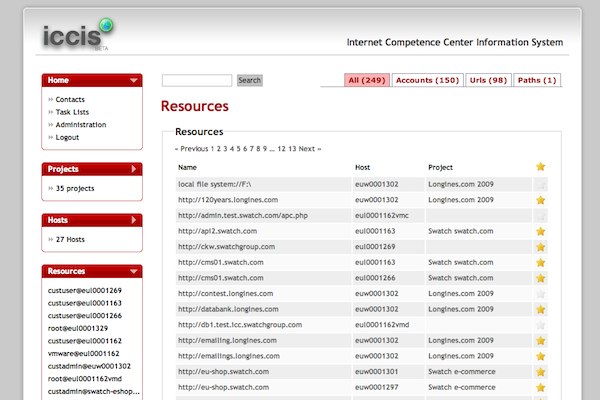 iccis
BETA
Internet Competence Center Information System
Home
Contacts
Task Lists
Administration
Logout
Projects
35 projects
Hosts
27 Hosts
Resources
custuser@eul0001269
custuser@eul0001163
custuser@eul0001266
root@eul0001329
custuser@eul0001162
vmware@eul0001162
custadmin@euw0001302
root@eul0001162vmd
custadmin@swatch-eshop...
Search
All (249) Accounts (150) Urls (98) Paths (1)
Resources
Resources
« Previous 1 2 3 4 5 6 7 8 9 ... 12 13 Next »
Name Host Project
local file system://F:\ euw0001302 Longines.com 2009
http://120years.longines.com euw0001302 Longines.com 2009
http://admin.test.swatch.com/apc.php eul0001162vmc
http://api2.swatch.com eul0001163 Swatch swatch.com
http://ckw.swatchgroup.com eul0001269
http://cms01.swatch.com eul0001163 Swatch swatch.com
http://cms01.swatch.com eul0001266 Swatch swatch.com
http://contest.longines.com euw0001302 Longines.com 2009
http://databank.longines.com euw0001302 Longines.com 2009
http://db1.test.icc.swatchgroup.com eul0001162vmd
http://emailing.longines.com euw0001302 Longines.com 2009
http://emailings.longines.com euw0001302 Longines.com 2009
http://eu-shop.swatch.com euw0001301 Swatch e-commerce
http://eu-shop.swatch.com euw0001297 Swatch e-commerce